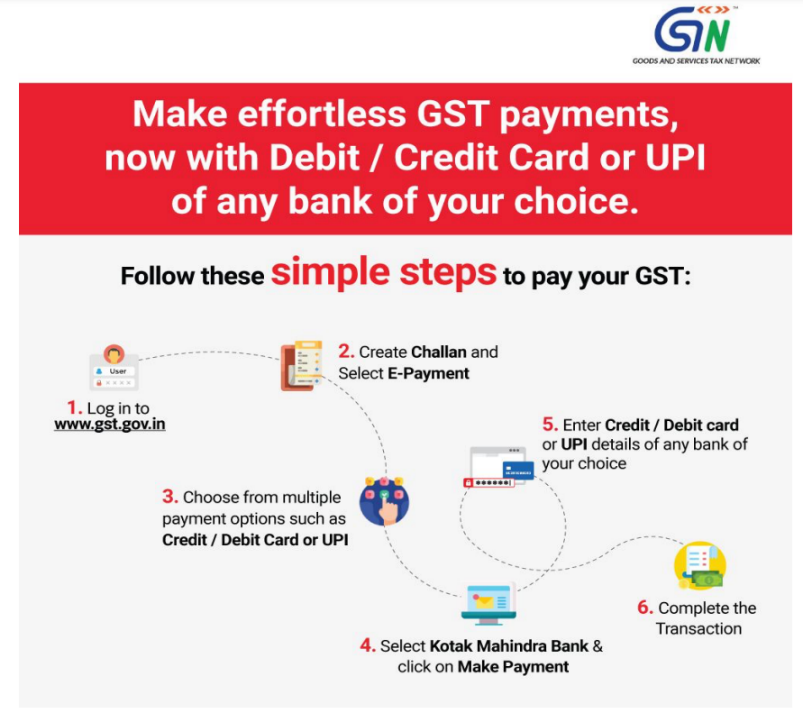 GSTN
™
GOODS AND SERVICES TAX NETWORK
Make effortless GST payments,
now with Debit / Credit Card or UPI
of any bank of your choice.
Follow these simple steps to pay your GST:
User
1. Log in to
www.gst.gov.in
2. Create Challan and
Select E-Payment
3. Choose from multiple
payment options such as
Credit / Debit Card or UPI
4. Select Kotak Mahindra Bank &
click on Make Payment
5. Enter Credit / Debit card
or UPI details of any bank of
your choice
6. Complete the
Transaction